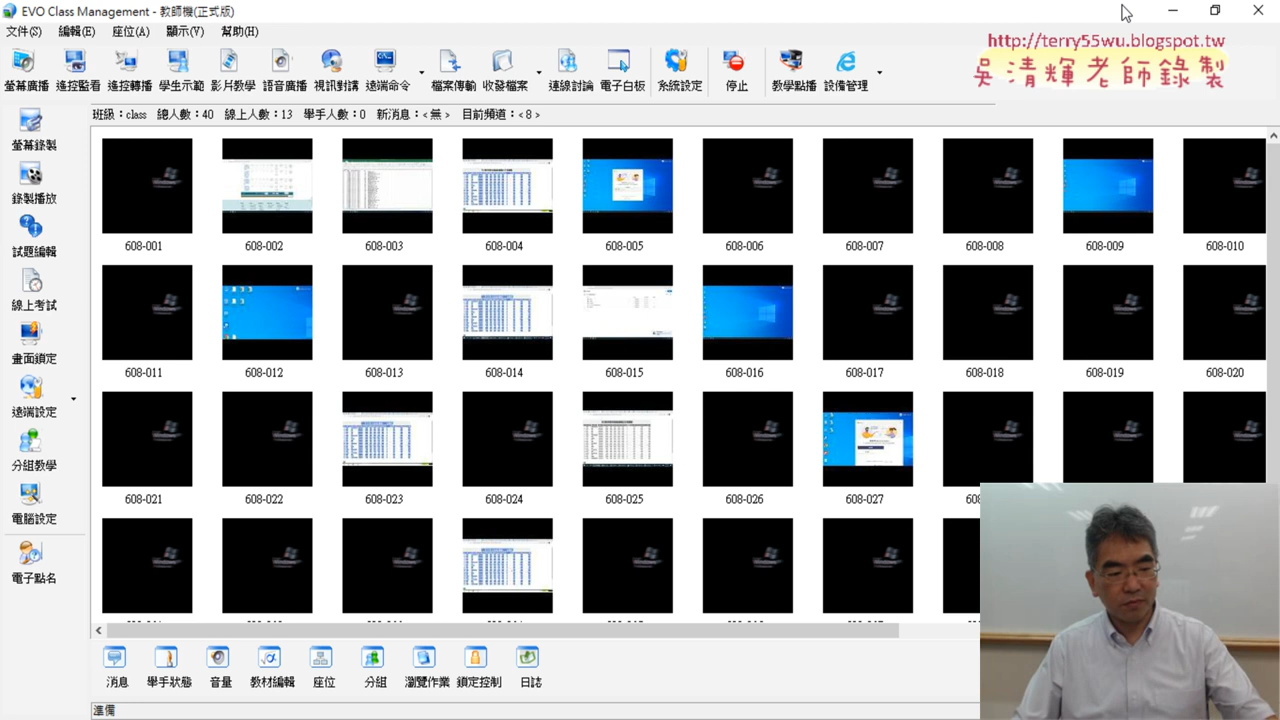 EVO Class Management - 教師機(正式版)
文件(S) 編輯(E) 座位(A) 顯示(V) 幫助(H)
http://terry55wu.blogspot.tw
吳清輝老師錄製
螢幕廣播 遙控監看 遙控轉播 學生示範 影片教學 語音廣播 視訊對講 遠端命令 檔案傳輸 收發檔案 連線討論 電子白板 系統設定 停止 教學點播 設備管理
班級：class 總人數：40 線上人數：13 舉手人數：0 新消息：<無> 目前頻道：<8>
螢幕錄製
錄製播放
試題編輯
線上考試
畫面鎖定
遠端設定
分組教學
電腦設定
電子點名
608-001 608-002 608-003 608-004 608-005 608-006 608-007 608-008 608-009 608-010
608-011 608-012 608-013 608-014 608-015 608-016 608-017 608-018 608-019 608-020
608-021 608-022 608-023 608-024 608-025 608-026 608-027
消息 舉手狀態 音量 教材編輯 座位 分組 瀏覽作業 鎖定控制 日誌
準備